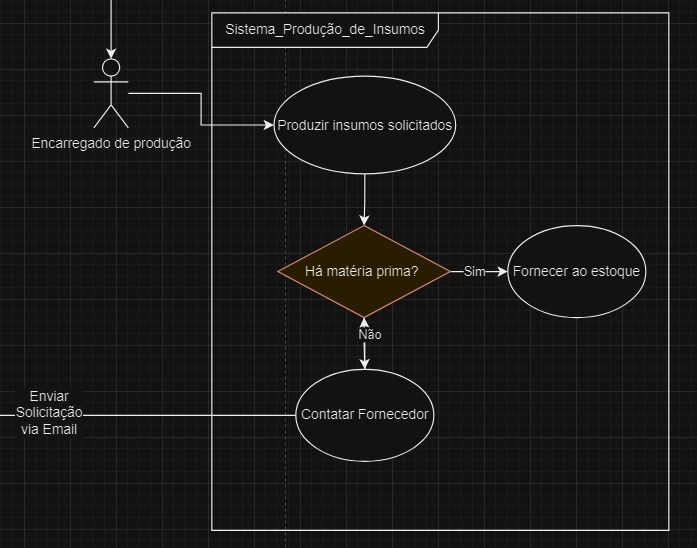 Sistema_Produção_de_Insumos
Encarregado de produção
Produzir insumos solicitados
Há matéria prima?
Sim
Fornecer ao estoque
Não
Enviar
Solicitação
via Email
Contatar Fornecedor